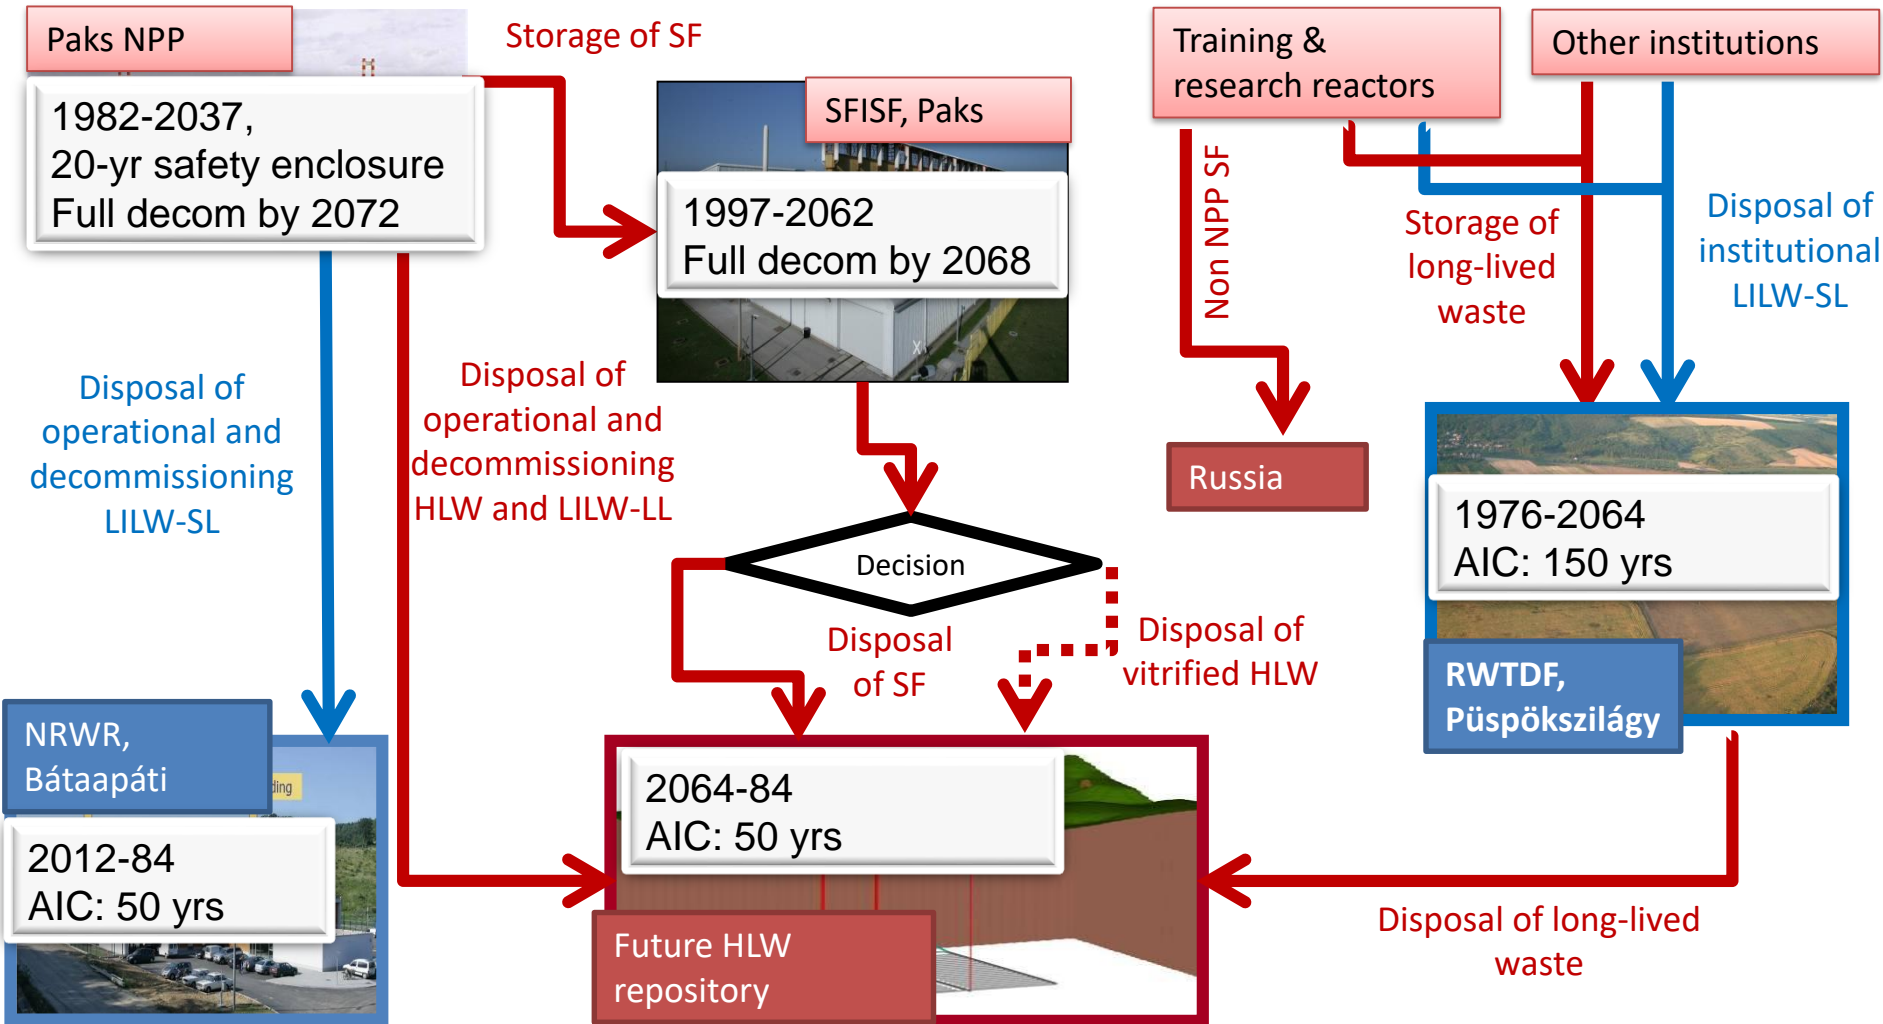 Paks NPP
1982-2037,
20-yr safety enclosure
Full decom by 2072
Storage of SF
SFISF, Paks
1997-2062
Full decom by 2068
Training &
research reactors
Other institutions
Non NPP SF
Storage of
long-lived
waste
Disposal of
institutional
LILW-SL
Disposal of
operational and
decommissioning
LILW-SL
Disposal of
operational and
decommissioning
HLW and LILW-LL
Decision
Russia
1976-2064
AIC: 150 yrs
RWTDF,
Püspökszilágy
Disposal
of SF
Disposal of
vitrified HLW
NRWR,
Bátaapáti
2012-84
AIC: 50 yrs
2064-84
AIC: 50 yrs
Future HLW
repository
Disposal of long-lived
waste